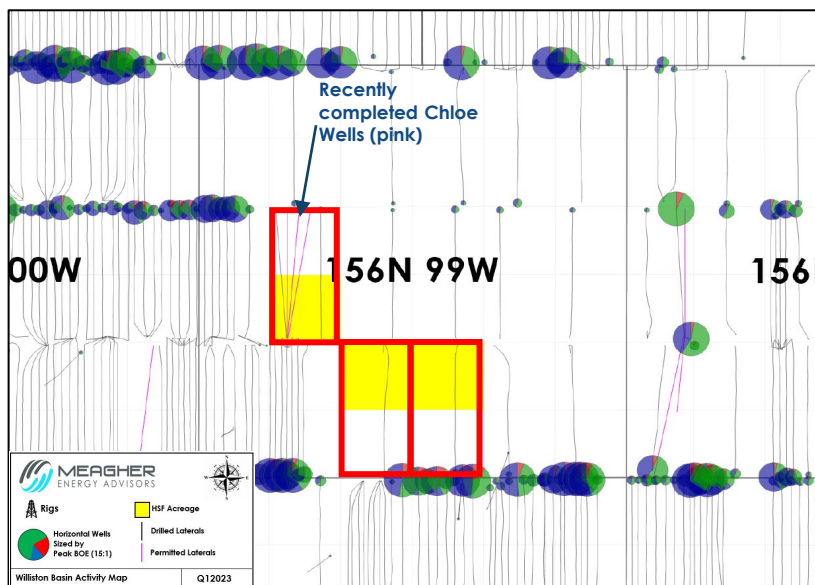 Recently
completed Chloe
Wells (pink)
00W
156N 99W
156
MEAGHER
ENERGY ADVISORS
W
E
S
Rigs
HSF Acreage
Horizontal Wells
Sized by
Peak BOE (15:1)
Drilled Laterals
Permitted Laterals
Williston Basin Activity Map
Q12023